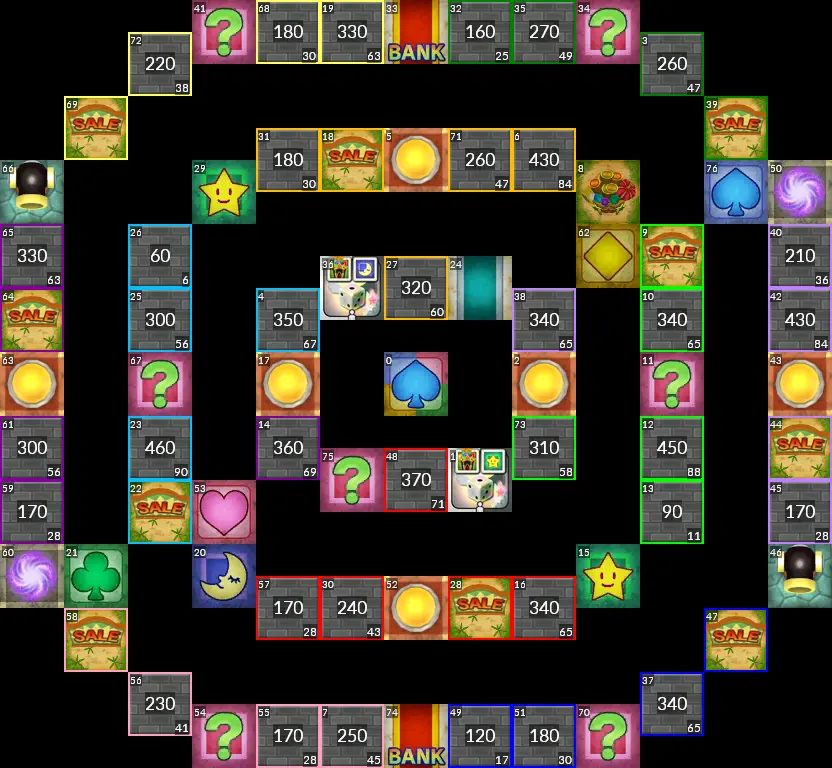 41 68 19 33 32 35 34
180 330 160 270
30 63 BANK 25 49
72 3
220 260
38 47
69 39
SALE SALE
31 18 5 71 6
180 SALE 260 430
30 47 84
66 29 8 76 50
65 26 62 9 40
330 60 SALE 210
63 6 36
36 27 24
320
60
64 25 4 38 10 42
SALE 300 350 340 340 430
56 67 65 65 84
63 67 17 0 2 11 43
61 23 14 73 12 44
300 460 360 310 450 SALE
56 90 69 58 88
75 48 1
370
71
59 22 53 13 45
170 SALE 90 170
28 11 28
60 21 20 15 46
57 30 52 28 16
170 240 SALE 340
28 43 65
58 47
SALE SALE
56 37
230 340
41 65
54 55 7 74 49 51 70
170 250 120 180
28 45 BANK 17 30